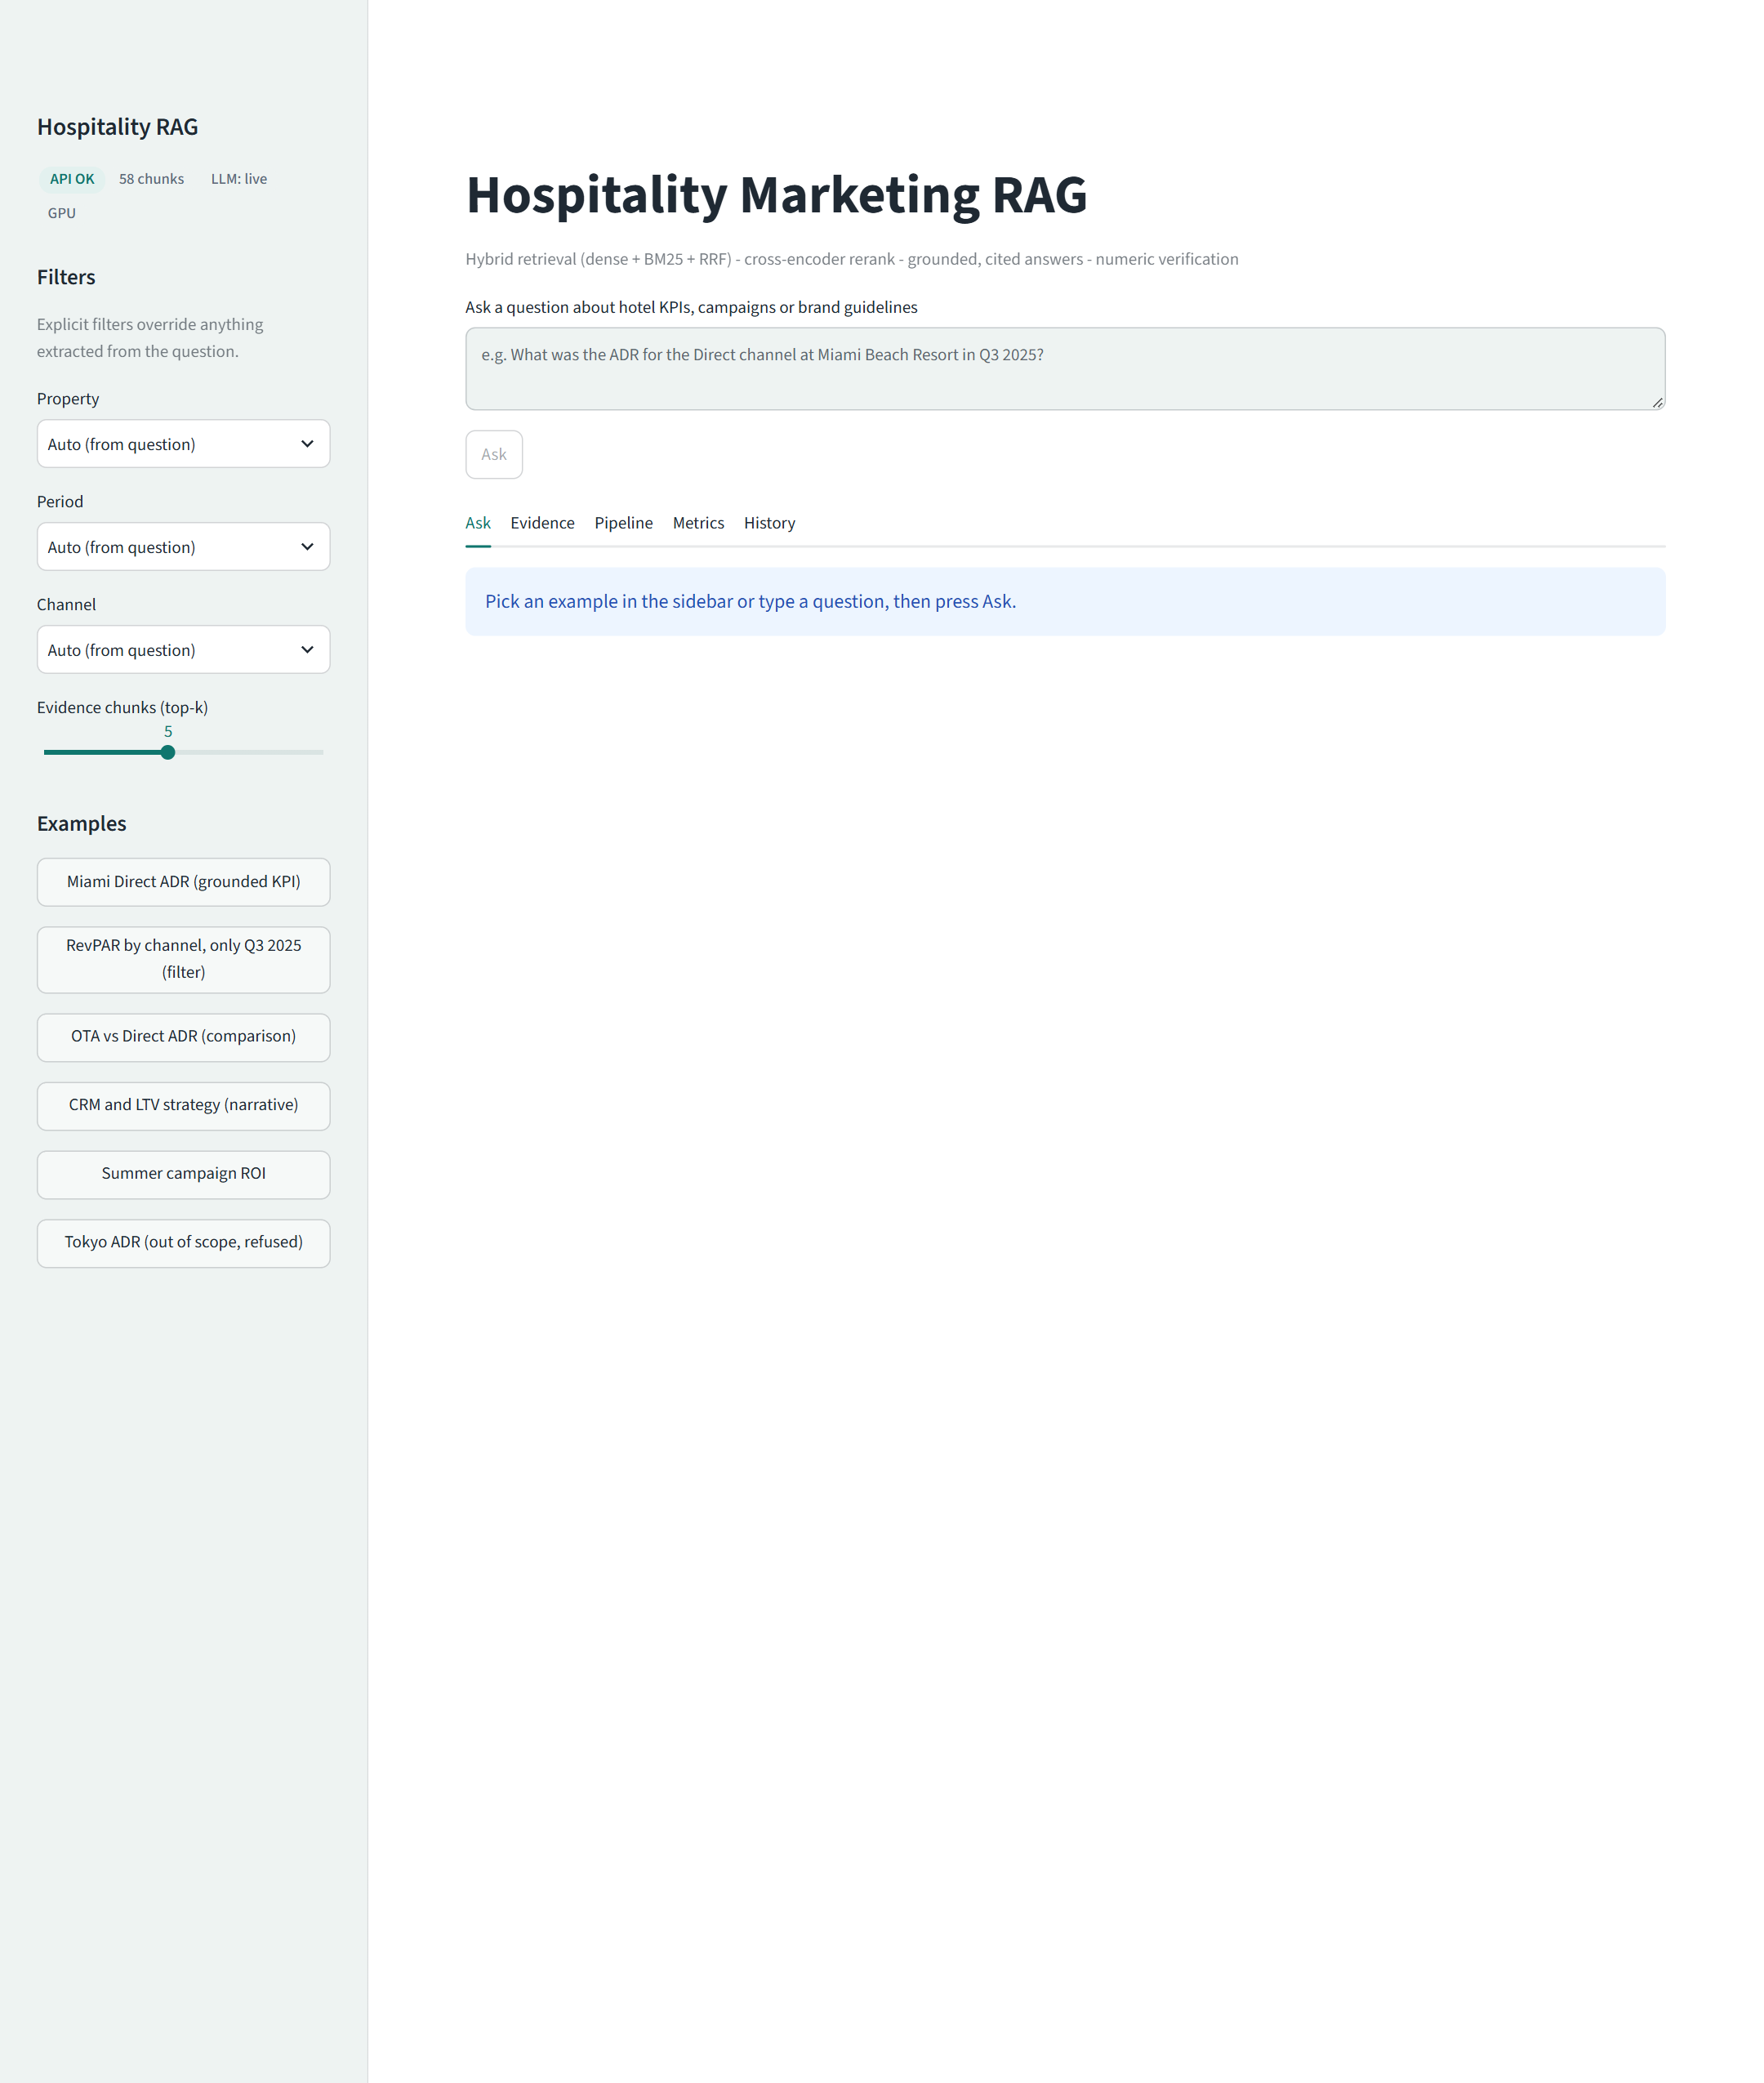 Hospitality RAG
API OK 58 chunks LLM: live
GPU
Filters
Explicit filters override anything
extracted from the question.
Property
Auto (from question)
Period
Auto (from question)
Channel
Auto (from question)
Evidence chunks (top-k)
5
Examples
Miami Direct ADR (grounded KPI)
RevPAR by channel, only Q3 2025
(filter)
OTA vs Direct ADR (comparison)
CRM and LTV strategy (narrative)
Summer campaign ROI
Tokyo ADR (out of scope, refused)
Hospitality Marketing RAG
Hybrid retrieval (dense + BM25 + RRF) - cross-encoder rerank - grounded, cited answers - numeric verification
Ask a question about hotel KPIs, campaigns or brand guidelines
e.g. What was the ADR for the Direct channel at Miami Beach Resort in Q3 2025?
Ask
Ask Evidence Pipeline Metrics History
Pick an example in the sidebar or type a question, then press Ask.